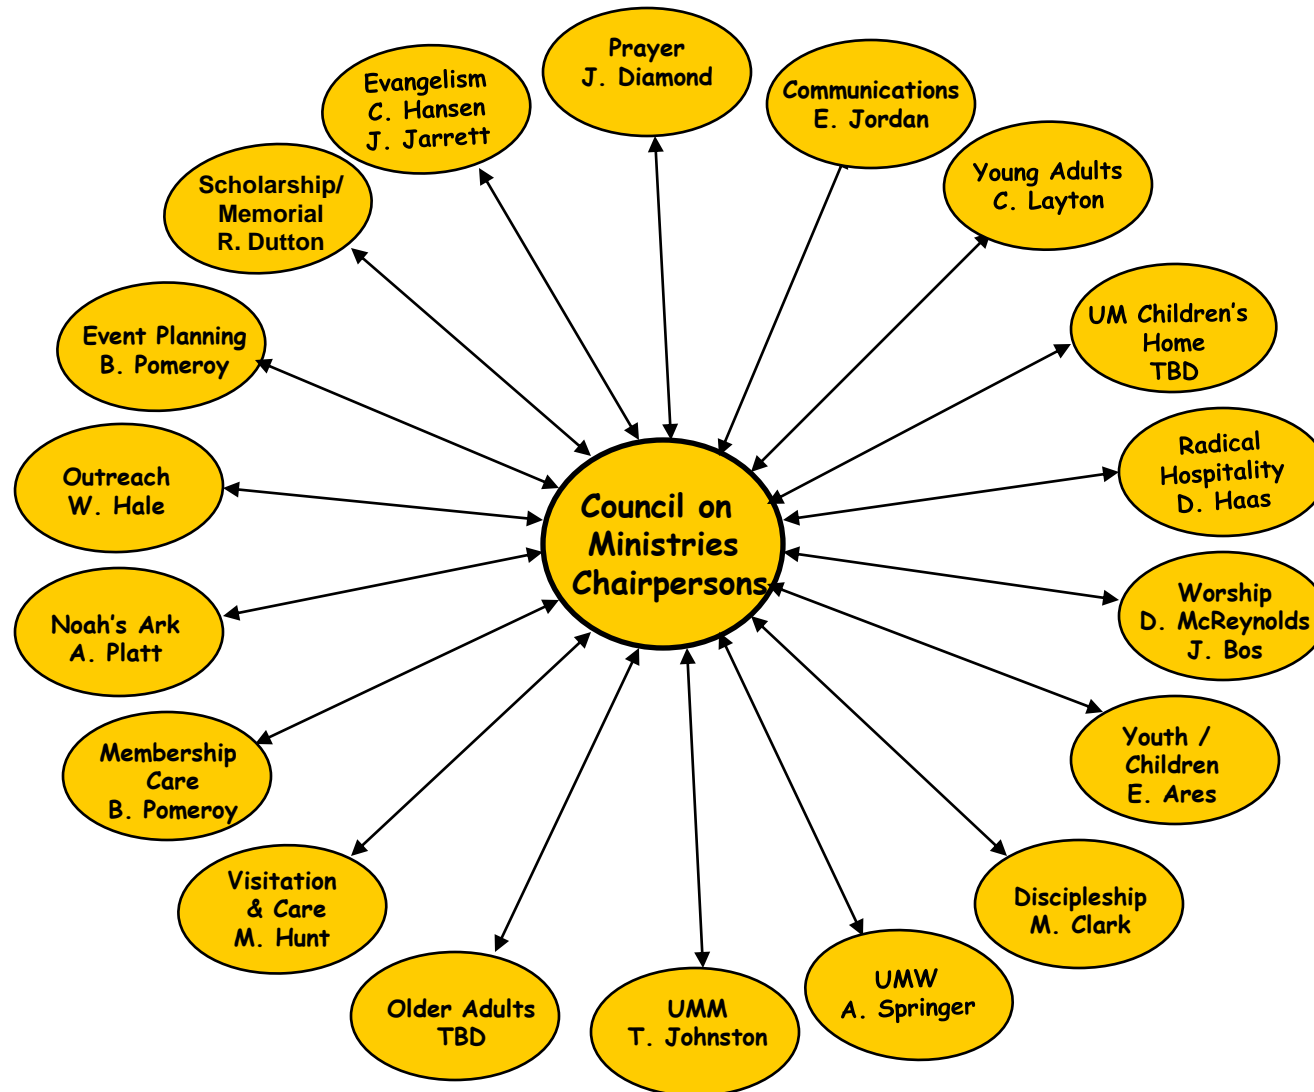 Prayer
J. Diamond
Evangelism
C. Hansen
J. Jarrett
Communications
E. Jordan
Young Adults
C. Layton
Scholarship/
Memorial
R. Dutton
UM Children's
Home
TBD
Event Planning
B. Pomeroy
Radical
Hospitality
D. Haas
Outreach
W. Hale
Council on
Ministries
Chairpersons
Worship
D. McReynolds
J. Bos
Noah's Ark
A. Platt
Youth /
Children
E. Ares
Membership
Care
B. Pomeroy
Discipleship
M. Clark
Visitation
& Care
M. Hunt
UMW
A. Springer
Older Adults
TBD
UMM
T. Johnston